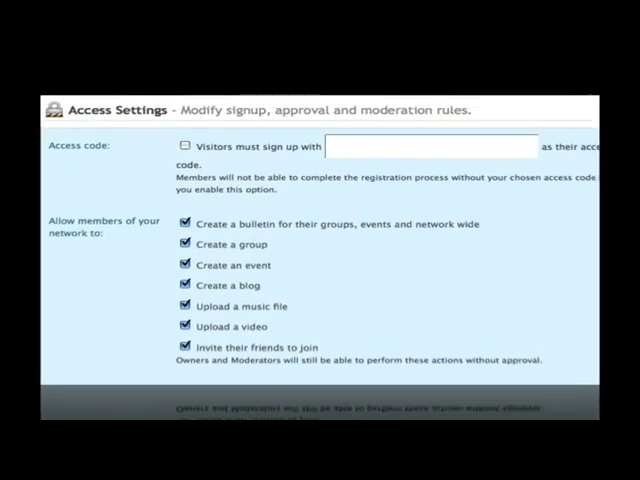 Access Settings - Modify signup, approval and moderation rules.
Access code:
Visitors must sign up with
as their acce
code.
Members will not be able to complete the registration process without your chosen access code
you enable this option.
Allow members of your
network to:
Create a bulletin for their groups, events and network wide
Create a group
Create an event
Create a blog
Upload a music file
Upload a video
Invite their friends to join
Owners and Moderators will still be able to perform these actions without approval.